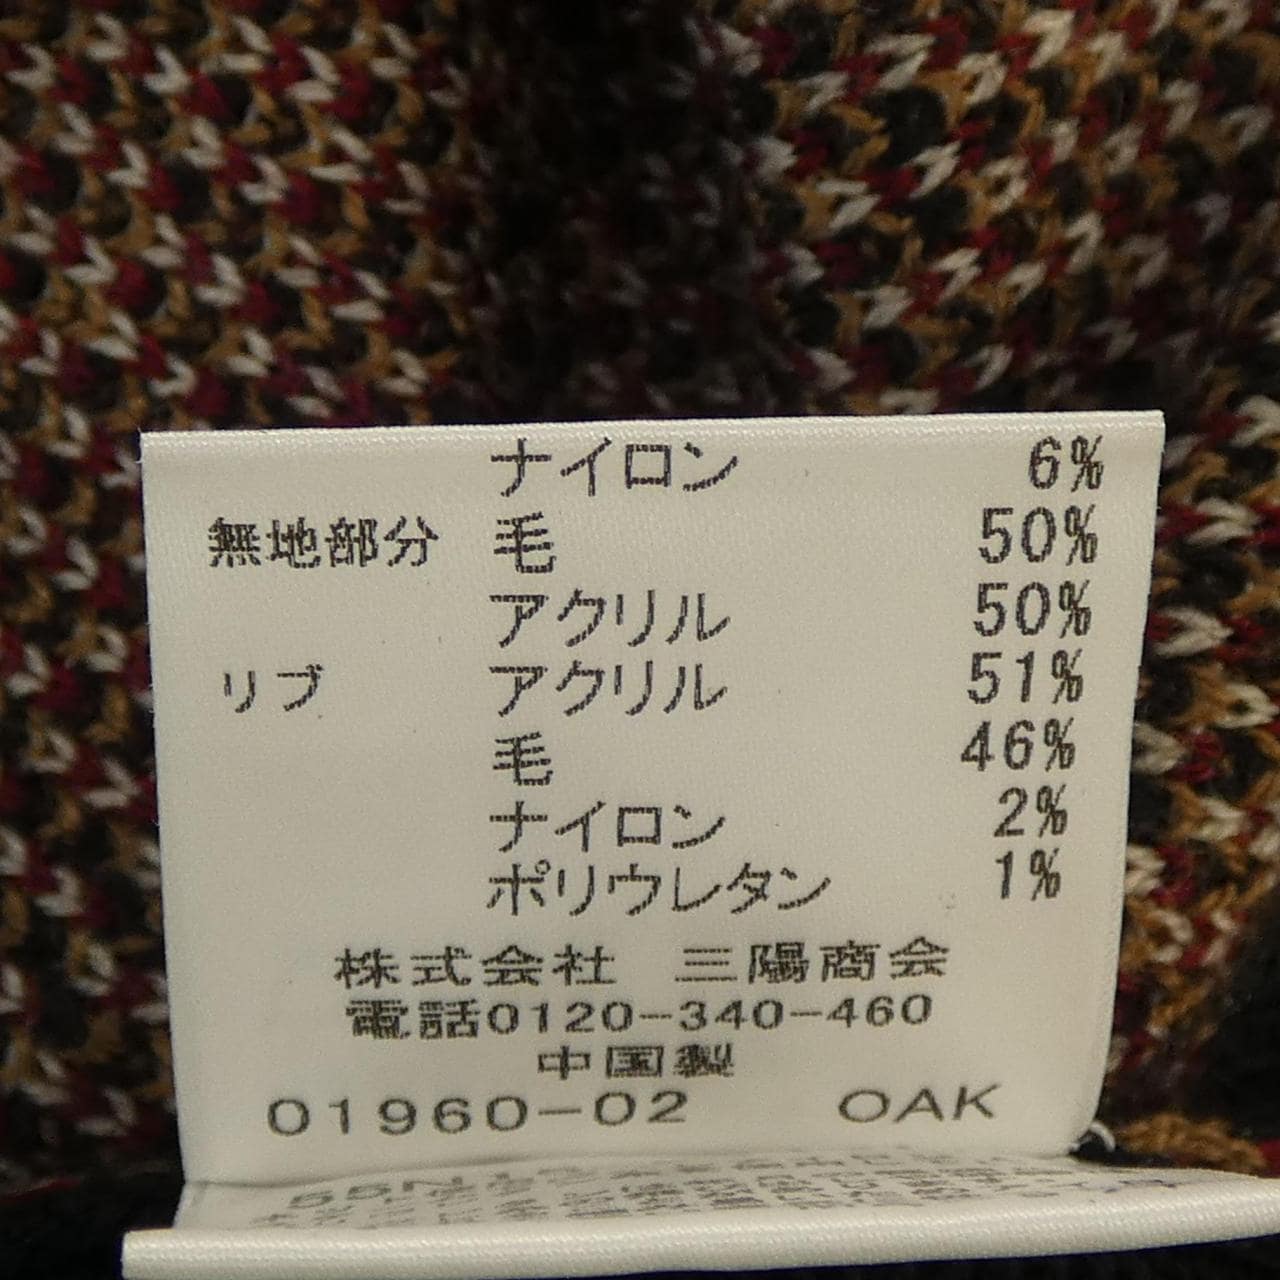 ナイロン 6%
無地部分 毛 50%
アクリル 50%
リブ アクリル 51%
毛 46%
ナイロン 2%
ポリウレタン 1%
株式会社 三陽商会
電話0120-340-460
中国製
01960-02 OAK